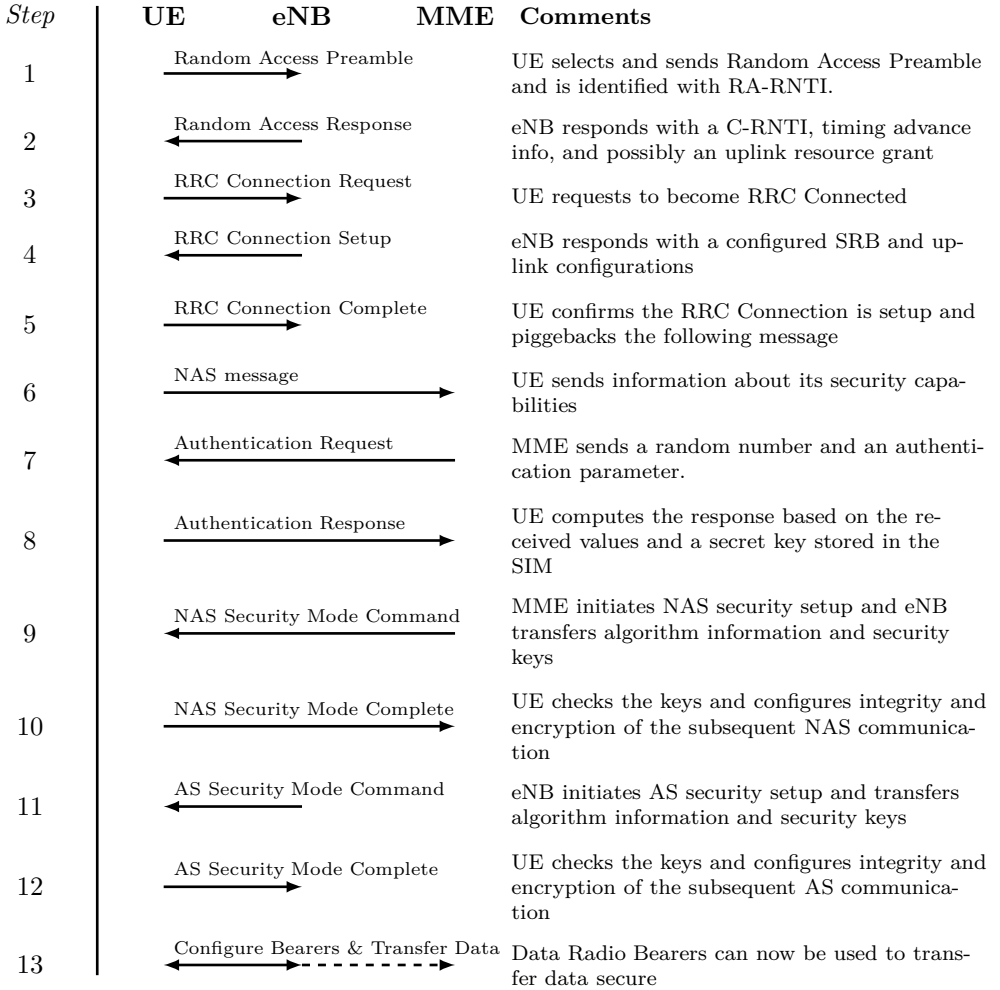 Step UE eNB MME Comments
1 Random Access Preamble UE selects and sends Random Access Preamble
and is identified with RA-RNTI.
2 Random Access Response eNB responds with a C-RNTI, timing advance
info, and possibly an uplink resource grant
3 RRC Connection Request UE requests to become RRC Connected
4 RRC Connection Setup eNB responds with a configured SRB and up-
link configurations
5 RRC Connection Complete UE confirms the RRC Connection is setup and
piggebacks the following message
6 NAS message UE sends information about its security capa-
bilities
7 Authentication Request MME sends a random number and an authenti-
cation parameter.
8 Authentication Response UE computes the response based on the re-
ceived values and a secret key stored in the
SIM
9 NAS Security Mode Command MME initiates NAS security setup and eNB
transfers algorithm information and security
keys
10 NAS Security Mode Complete UE checks the keys and configures integrity and
encryption of the subsequent NAS communica-
tion
11 AS Security Mode Command eNB initiates AS security setup and transfers
algorithm information and security keys
12 AS Security Mode Complete UE checks the keys and configures integrity and
encryption of the subsequent AS communica-
tion
13 Configure Bearers & Transfer Data Data Radio Bearers can now be used to trans-
fer data secure